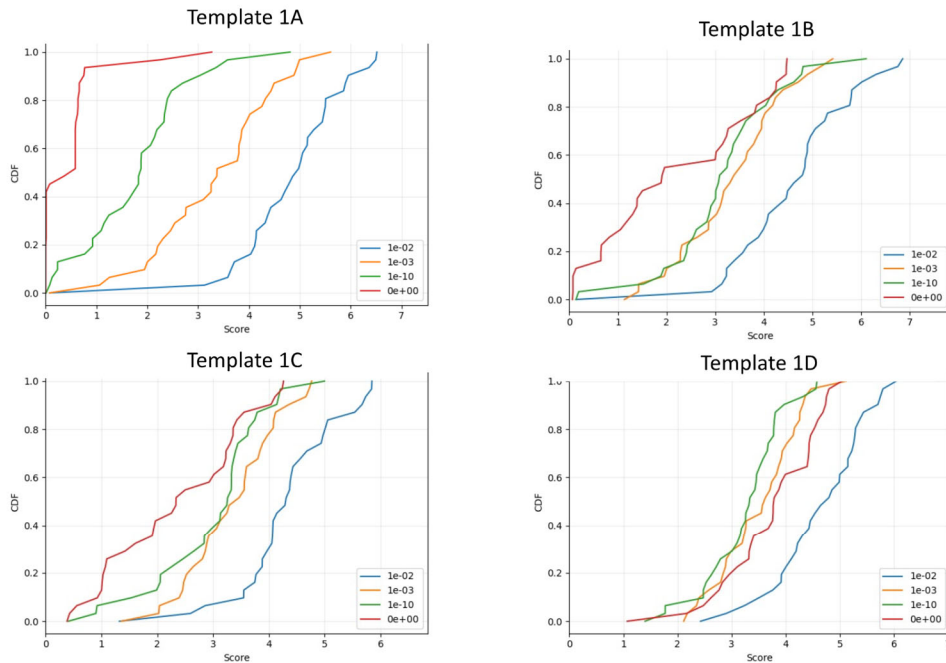 Template 1A
1.0
0.8
0.6
0.4
0.2
0.0
CDF
0
1
2
3
4
5
6
7
Score
1e-02
1e-03
1e-10
0e+00
Template 1B
1.0
0.8
0.6
0.4
0.2
0.0
CDF
0
1
2
3
4
5
6
7
Score
1e-02
1e-03
1e-10
0e+00
Template 1C
1.0
0.8
0.6
0.4
0.2
0.0
CDF
0
1
2
3
4
5
6
Score
1e-02
1e-03
1e-10
0e+00
Template 1D
1.0
0.8
0.6
0.4
0.2
0.0
CDF
0
1
2
3
4
5
6
Score
1e-02
1e-03
1e-10
0e+00